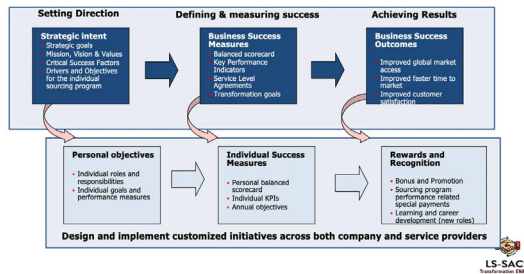 Setting Direction
Defining & measuring success
Achieving Results
Strategic intent
• Strategic goals
• Mission, Vision & Values
• Critical Success Factors
Drivers and Objectives
for the individual
sourcing program
Business Success
Measures
• Balanced scorecard
• Key Performance
Indicators
• Service Level
Agreements
• Transformation goals
Business Success
Outcomes
• Improved global market
access
• Improved faster time to
market
• Improved customer
satisfaction
Personal objectives
• Individual roles and
responsibilities
• Individual goals and
performance measures
Individual Success
Measures
• Personal balanced
scorecard
• Individual KPIs
• Annual objectives
Rewards and
Recognition
• Bonus and Promotion
• Sourcing program
performance related
special payments
• Learning and career
development (new roles)
Design and implement customized initiatives across both company and service providers
LS-SAC
Transformation ENR